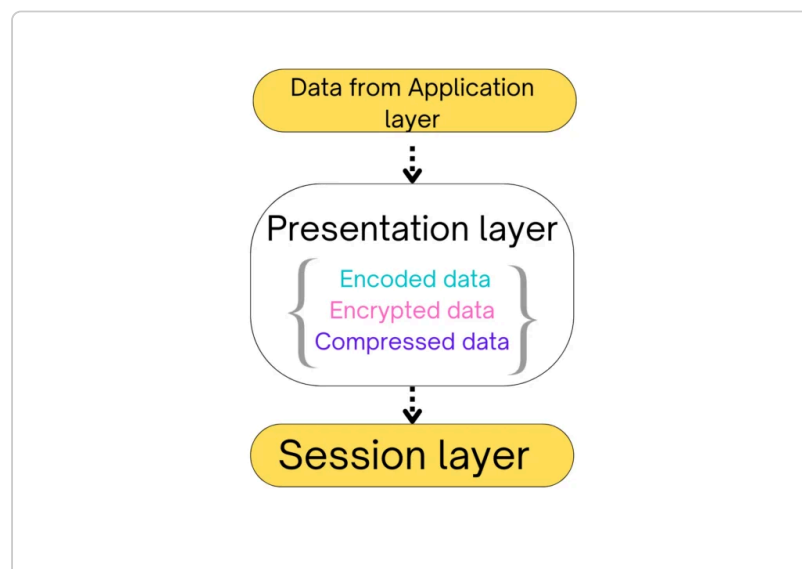 Data from Application
layer
Presentation layer
Encoded data
Encrypted data
Compressed data
Session layer